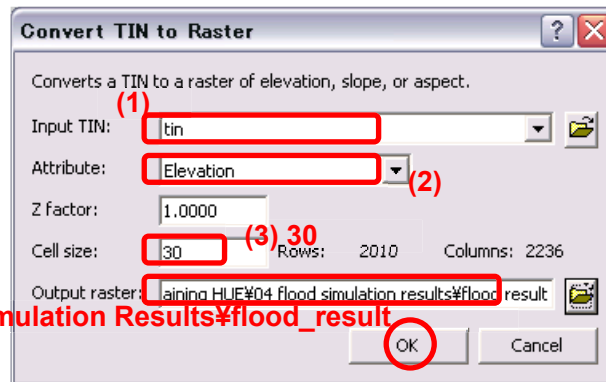 Convert TIN to Raster
Converts a TIN to a raster of elevation, slope, or aspect.
(1)
Input TIN: tin
Attribute: Elevation
(2)
Z factor: 1.0000
Cell size: 30 (3) 30 Rows: 2010 Columns: 2236
Output raster: aining HUE¥04 flood simulation results¥flood result
mulation Results¥flood_result
OK Cancel